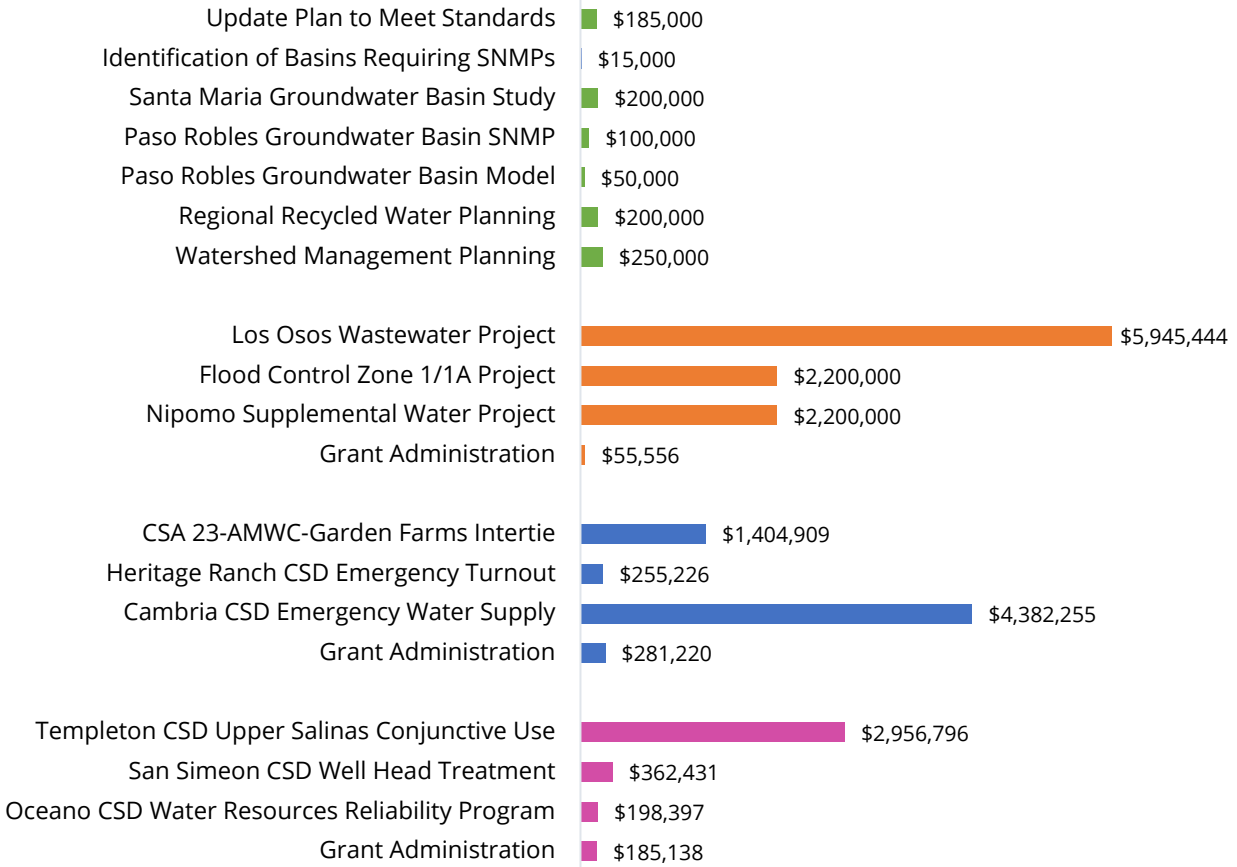 Update Plan to Meet Standards $185,000
Identification of Basins Requiring SNMPs $15,000
Santa Maria Groundwater Basin Study $200,000
Paso Robles Groundwater Basin SNMP $100,000
Paso Robles Groundwater Basin Model $50,000
Regional Recycled Water Planning $200,000
Watershed Management Planning $250,000
Los Osos Wastewater Project $5,945,444
Flood Control Zone 1/1A Project $2,200,000
Nipomo Supplemental Water Project $2,200,000
Grant Administration $55,556
CSA 23-AMWC-Garden Farms Intertie $1,404,909
Heritage Ranch CSD Emergency Turnout $255,226
Cambria CSD Emergency Water Supply $4,382,255
Grant Administration $281,220
Templeton CSD Upper Salinas Conjunctive Use $2,956,796
San Simeon CSD Well Head Treatment $362,431
Oceano CSD Water Resources Reliability Program $198,397
Grant Administration $185,138